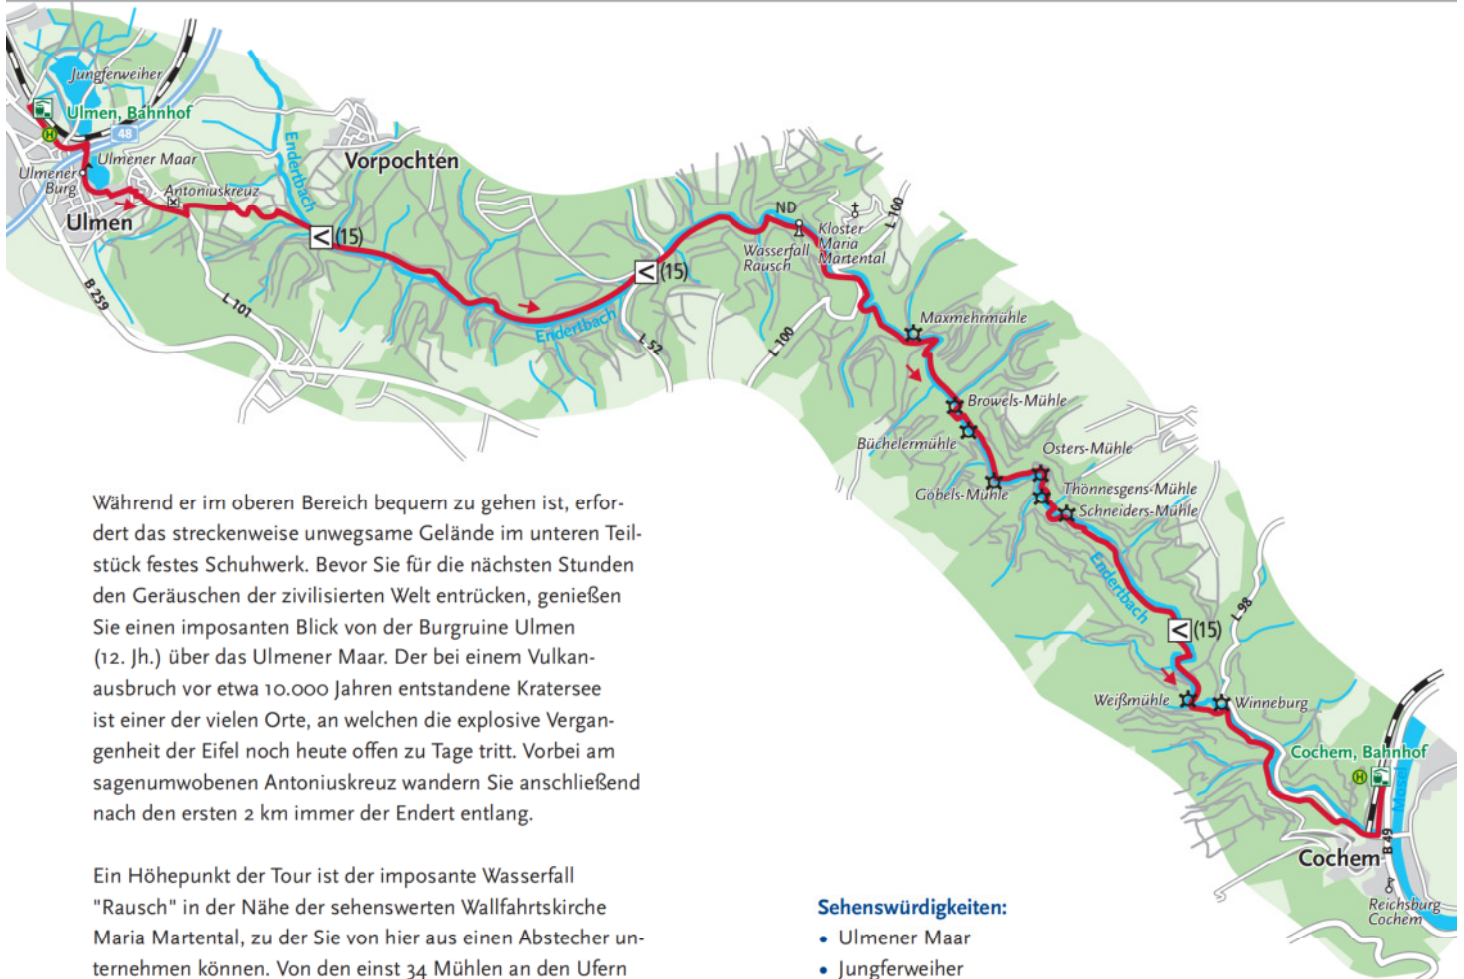 Jungferweiher
Ulmen, Bahnhof
H
48
Ulmener Maar
Ulmener
Burg
Antoniuskreuz
Ulmen
Endertbach
Vorpochten
< (15)
B 259
L 101
Endertbach
< (15)
L 52
ND
Wasserfall
Rausch
Kloster
Maria
Martental
L 100
L 100
Maxmehrmühle
Browels-Mühle
Büchelermühle
Osters-Mühle
Göbels-Mühle
Thönnesgens-Mühle
Schneiders-Mühle
Endertbach
< (15)
L 98
Weißmühle
Winneburg
Cochem, Bahnhof
H
Mosel
B 49
Cochem
Reichsburg
Cochem
Während er im oberen Bereich bequem zu gehen ist, erfor-
dert das streckenweise unwegsame Gelände im unteren Teil-
stück festes Schuhwerk. Bevor Sie für die nächsten Stunden
den Geräuschen der zivilisierten Welt entrücken, genießen
Sie einen imposanten Blick von der Burgruine Ulmen
(12. Jh.) über das Ulmener Maar. Der bei einem Vulkan-
ausbruch vor etwa 10.000 Jahren entstandene Kratersee
ist einer der vielen Orte, an welchen die explosive Vergan-
genheit der Eifel noch heute offen zu Tage tritt. Vorbei am
sagenumwobenen Antoniuskreuz wandern Sie anschließend
nach den ersten 2 km immer der Endert entlang.
Ein Höhepunkt der Tour ist der imposante Wasserfall
"Rausch" in der Nähe der sehenswerten Wallfahrtskirche
Maria Martental, zu der Sie von hier aus einen Abstecher un-
ternehmen können. Von den einst 34 Mühlen an den Ufern
Sehenswürdigkeiten:
• Ulmener Maar
• Jungferweiher